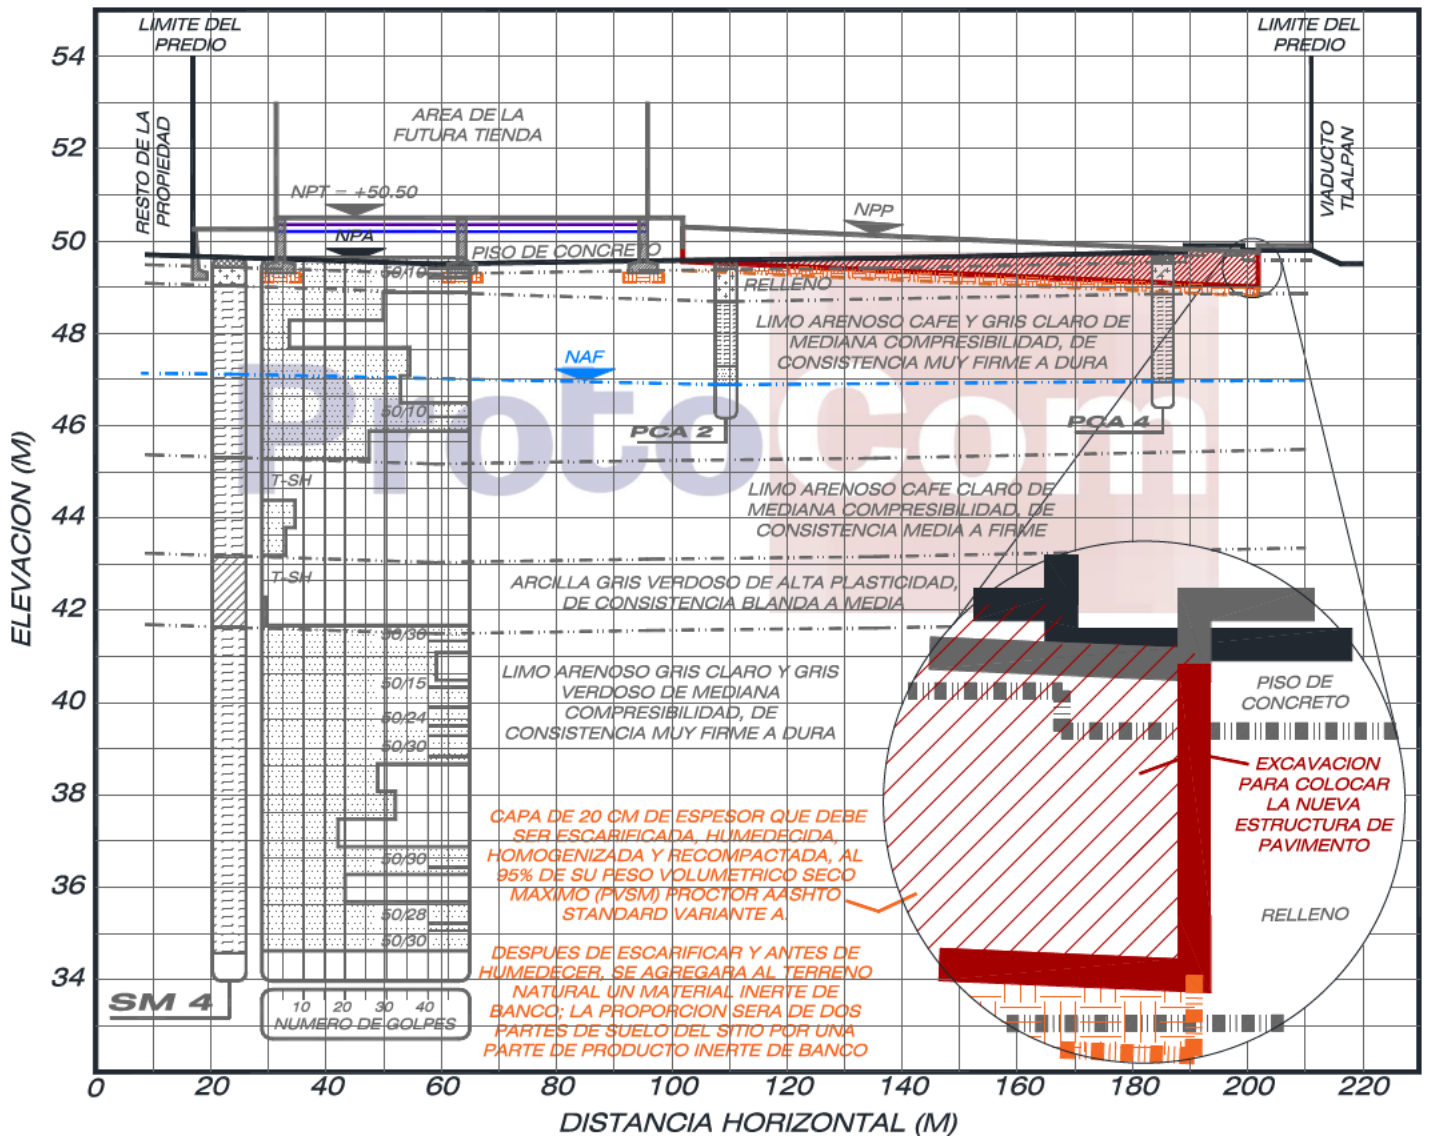 LIMITE DEL
PREDIO
LIMITE DEL
PREDIO
54
52
50
48
46
44
42
40
38
36
34
ELEVACION (M)
RESTO DE LA
PROPIEDAD
AREA DE LA
FUTURA TIENDA
VIADUCTO
TLALPAN
NPT = +50.50
NPA
NPP
PISO DE CONCRETO
50/10
RELLENO
LIMO ARENOSO CAFE Y GRIS CLARO DE
MEDIANA COMPRESIBILIDAD, DE
CONSISTENCIA MUY FIRME A DURA
NAF
ProtoCom
50/10
PCA 2
PCA 4
T-SH
LIMO ARENOSO CAFE CLARO DE
MEDIANA COMPRESIBILIDAD, DE
CONSISTENCIA MEDIA A FIRME
T-SH
ARCILLA GRIS VERDOSO DE ALTA PLASTICIDAD,
DE CONSISTENCIA BLANDA A MEDIA
50/30
50/15
50/24
50/30
LIMO ARENOSO GRIS CLARO Y GRIS
VERDOSO DE MEDIANA
COMPRESIBILIDAD, DE
CONSISTENCIA MUY FIRME A DURA
50/30
50/28
50/30
PISO DE
CONCRETO
EXCAVACION
PARA COLOCAR
LA NUEVA
ESTRUCTURA DE
PAVIMENTO
RELLENO
CAPA DE 20 CM DE ESPESOR QUE DEBE
SER ESCARIFICADA, HUMEDECIDA,
HOMOGENIZADA Y RECOMPACTADA, AL
95% DE SU PESO VOLUMETRICO SECO
MAXIMO (PVSM) PROCTOR AASHTO
STANDARD VARIANTE A.
DESPUES DE ESCARIFICAR Y ANTES DE
HUMEDECER, SE AGREGARA AL TERRENO
NATURAL UN MATERIAL INERTE DE
BANCO; LA PROPORCION SERA DE DOS
PARTES DE SUELO DEL SITIO POR UNA
PARTE DE PRODUCTO INERTE DE BANCO
SM 4
10 20 30 40
NUMERO DE GOLPES
0 20 40 60 80 100 120 140 160 180 200 220
DISTANCIA HORIZONTAL (M)